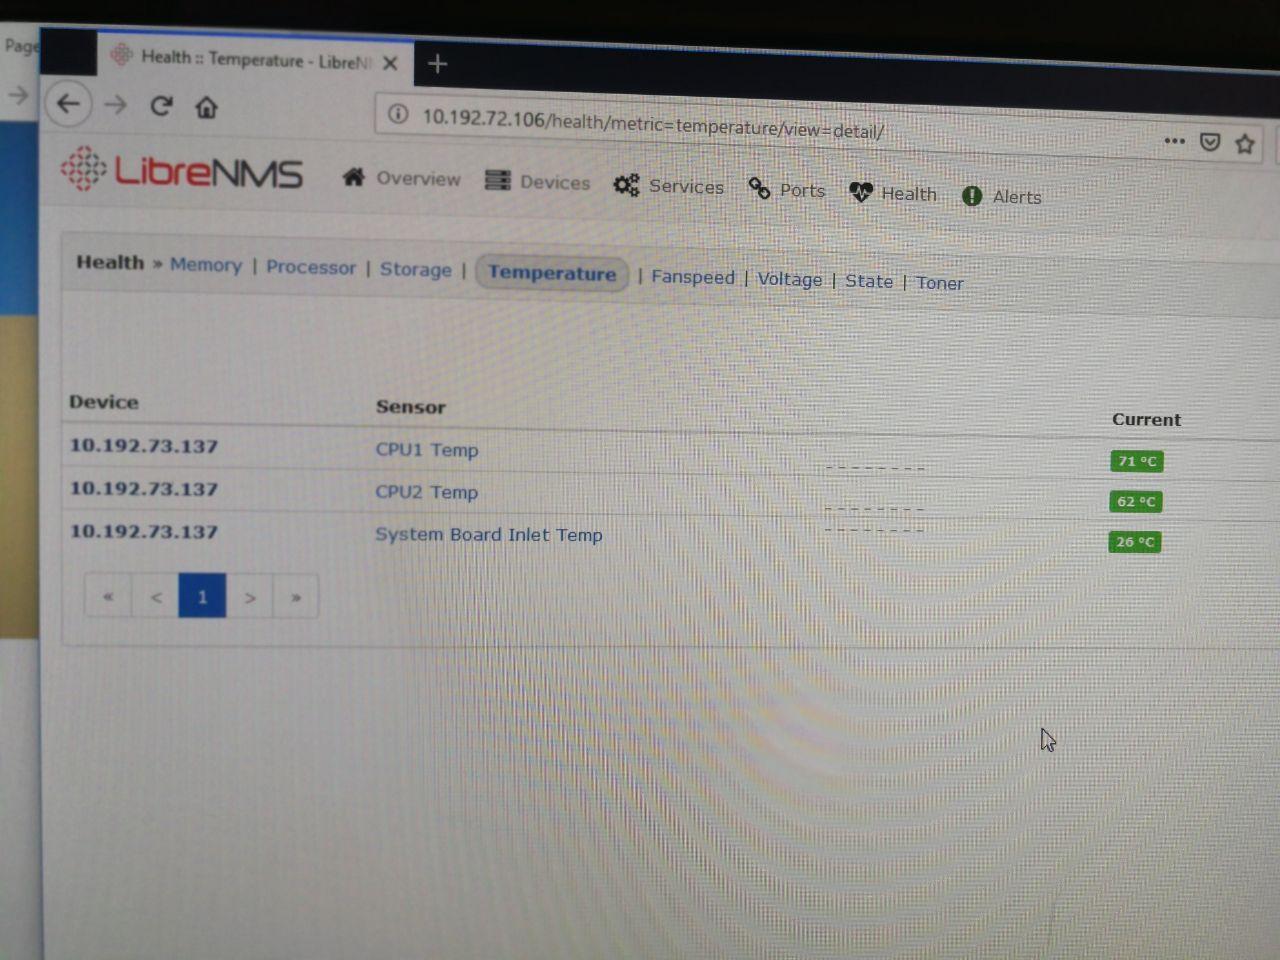 Page
Health :: Temperature - LibreN
10.192.72.106/health/metric=temperature/view=detail/
LibreNMS Overview Devices Services Ports Health Alerts
Health » Memory | Processor | Storage | Temperature | Fanspeed | Voltage | State | Toner
Device Sensor Current
10.192.73.137 CPU1 Temp 71 °C
10.192.73.137 CPU2 Temp 62 °C
10.192.73.137 System Board Inlet Temp 26 °C
« < 1 > »